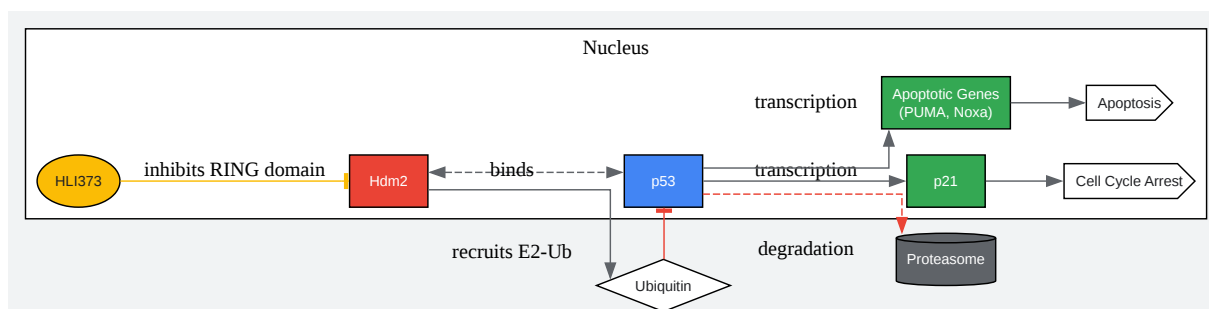 Nucleus
transcription
Apoptotic Genes
(PUMA, Noxa)
Apoptosis
HLI373
inhibits RING domain
Hdm2
binds
p53
transcription
p21
Cell Cycle Arrest
recruits E2-Ub
degradation
Proteasome
Ubiquitin